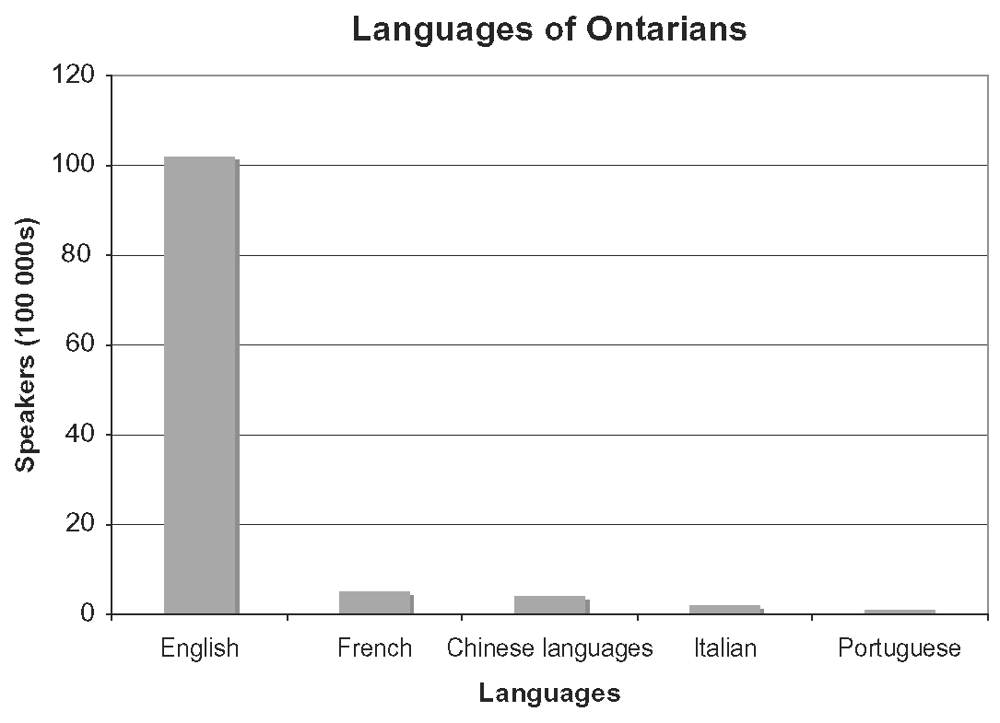 Languages of Ontarians
120
100
80
60
40
20
0
Speakers (100 000s)
English French Chinese languages Italian Portuguese
Languages